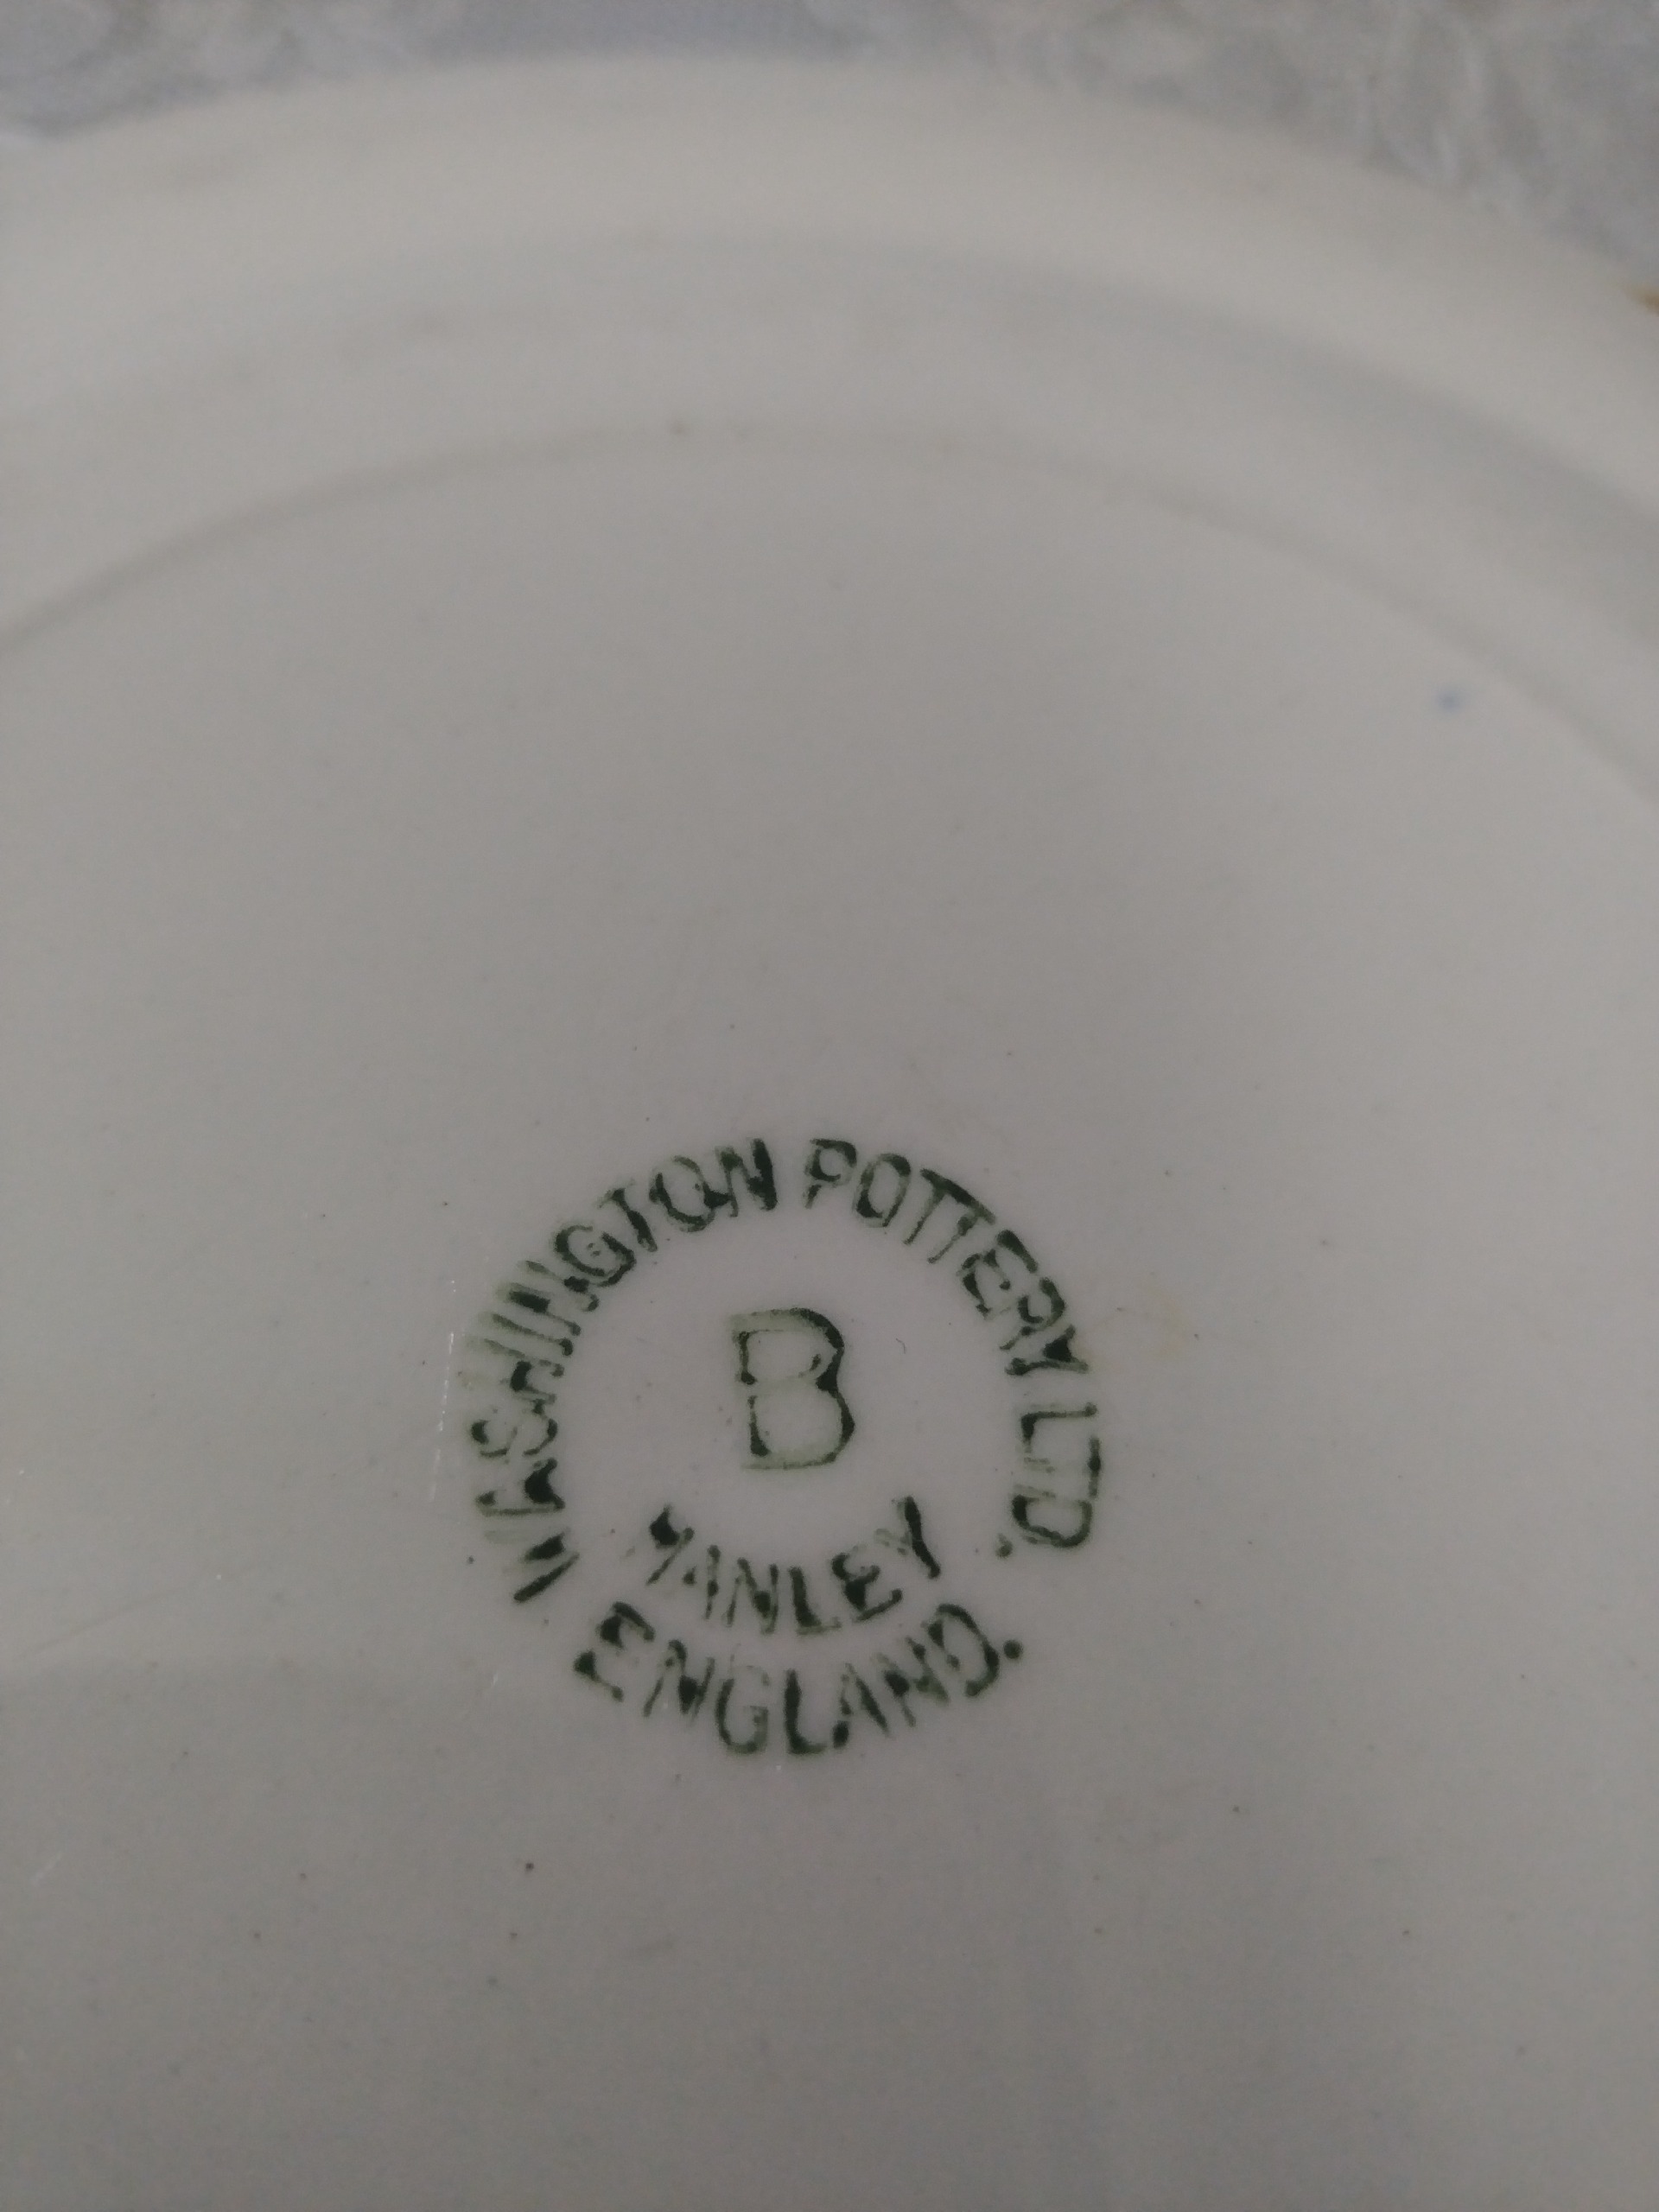 WASHINGTON POTTERY LTD.
B
HANLEY
ENGLAND.